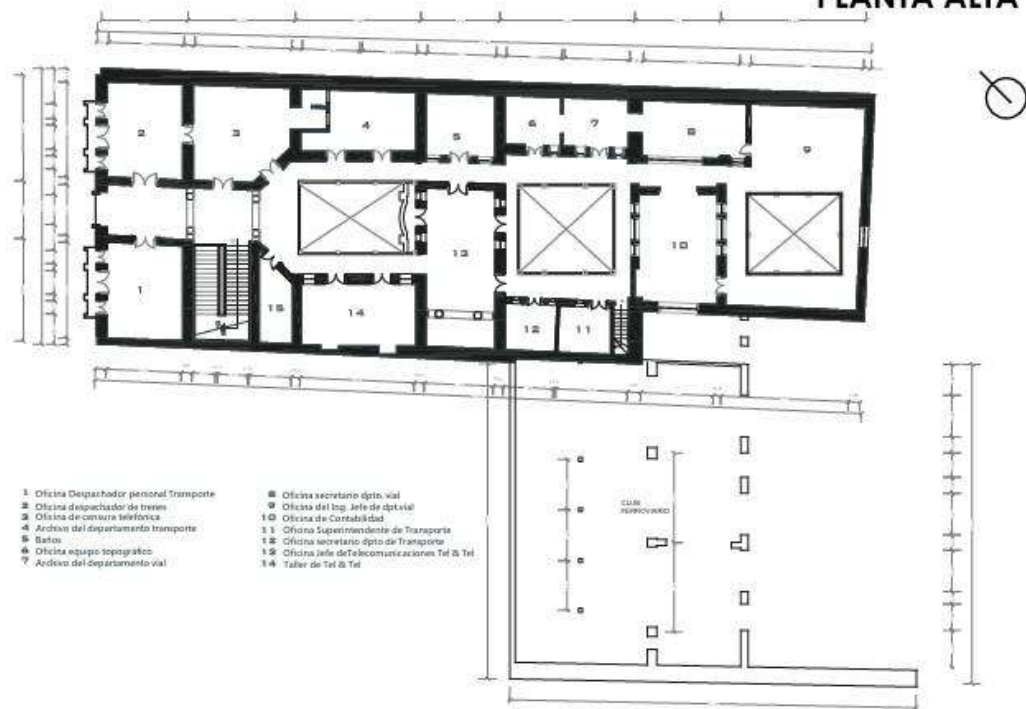 PLANTA ALTA
2
3
4
5
6
7
8
9
1
15
14
13
12
11
10
CLUB
FERROVIARIO
1 Oficina Despachador personal Transporte
2 Oficina despachador de trenes
3 Oficina de censura telefónica
4 Archivo del departamento transporte
5 Baños
6 Oficina equipo topográfico
7 Archivo del departamento vial
8 Oficina secretario dpto. vial
9 Oficina del Ing. Jefe de dpt.vial
10 Oficina de Contabilidad
11 Oficina Superintendente de Transporte
12 Oficina secretario dpto de Transporte
13 Oficina Jefe deTelecomunicaciones Tel & Tel
14 Taller de Tel & Tel